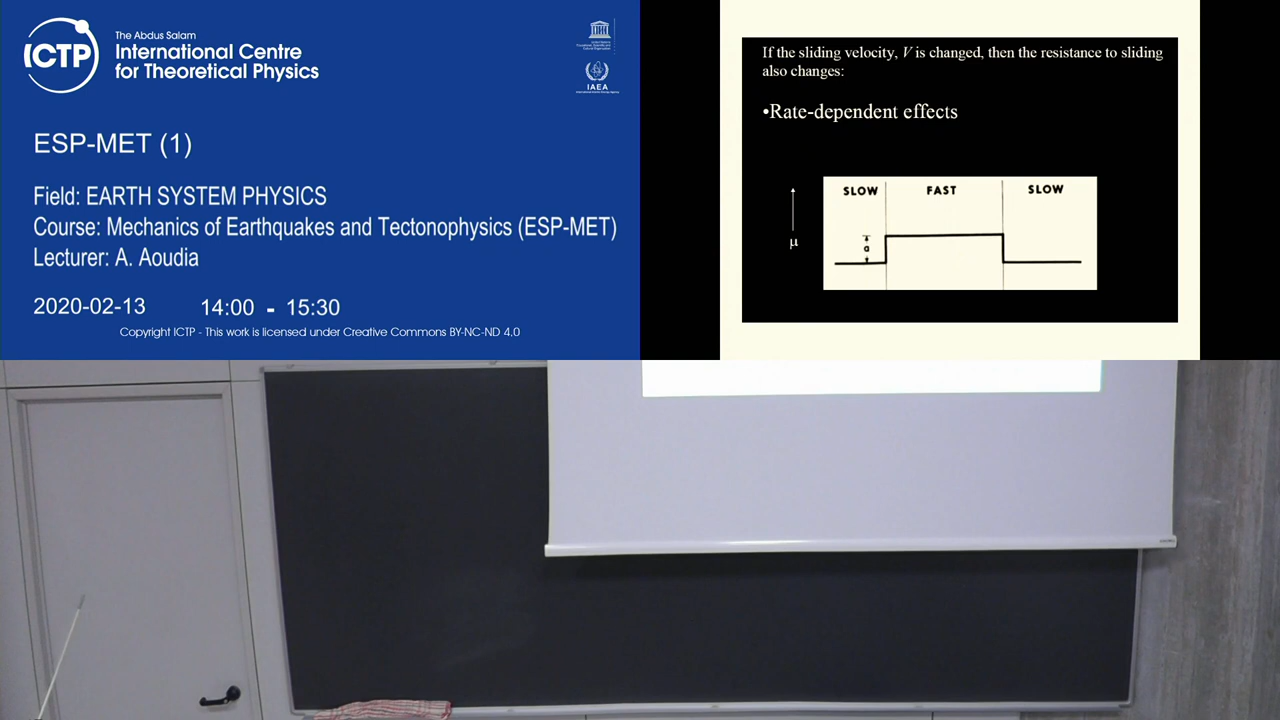 The Abdus Salam
International Centre
for Theoretical Physics
ICTP
IAEA
ESP-MET (1)
Field: EARTH SYSTEM PHYSICS
Course: Mechanics of Earthquakes and Tectonophysics (ESP-MET)
Lecturer: A. Aoudia
2020-02-13 14:00 - 15:30
Copyright ICTP - This work is licensed under Creative Commons BY-NC-ND 4.0
If the sliding velocity, V is changed, then the resistance to sliding
also changes:
•Rate-dependent effects
SLOW FAST SLOW
μ
a